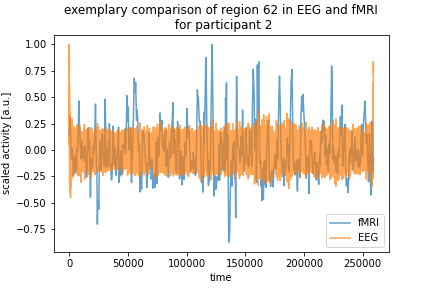 exemplary comparison of region 62 in EEG and fMRI
for participant 2
1.00
0.75
0.50
0.25
0.00
−0.25
−0.50
−0.75
scaled activity [a.u.]
0
50000
100000
150000
200000
250000
time
fMRI
EEG